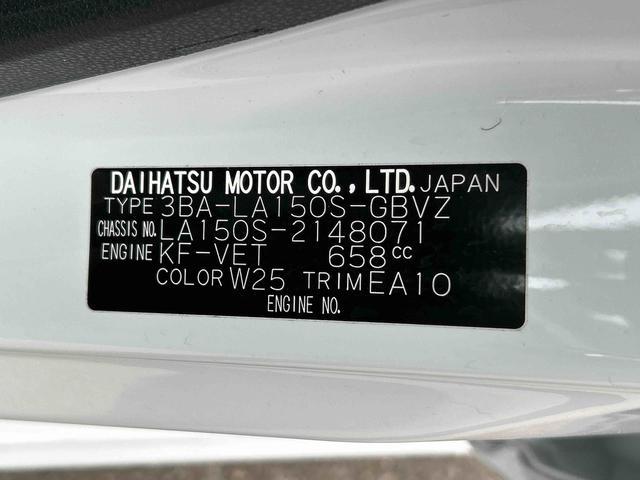 DAIHATSU MOTOR CO.,LTD. JAPAN
TYPE 3BA-LA150S-GBVZ
CHASSIS NO. LA150S-2148071
ENGINE KF-VET 658cc
COLOR W25 TRIM EA10
ENGINE NO.